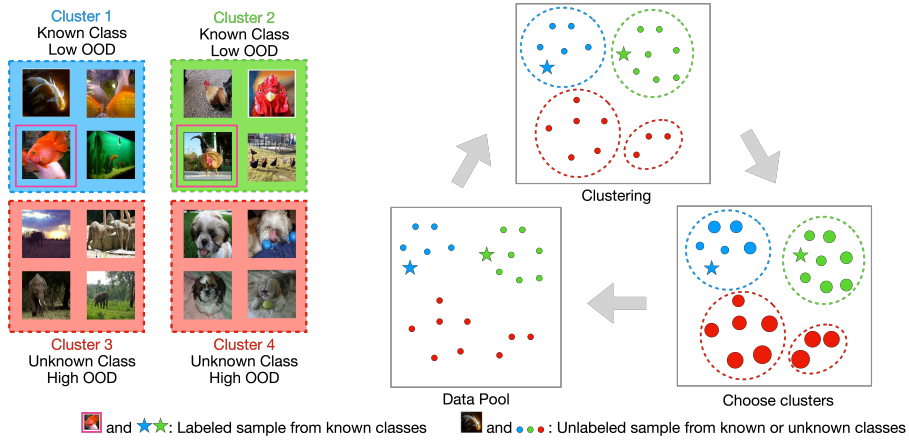 Cluster 1
Known Class
Low OOD
Cluster 2
Known Class
Low OOD
Cluster 3
Unknown Class
High OOD
Cluster 4
Unknown Class
High OOD
Clustering
Data Pool
Choose clusters
and : Labeled sample from known classes
and : Unlabeled sample from known or unknown classes